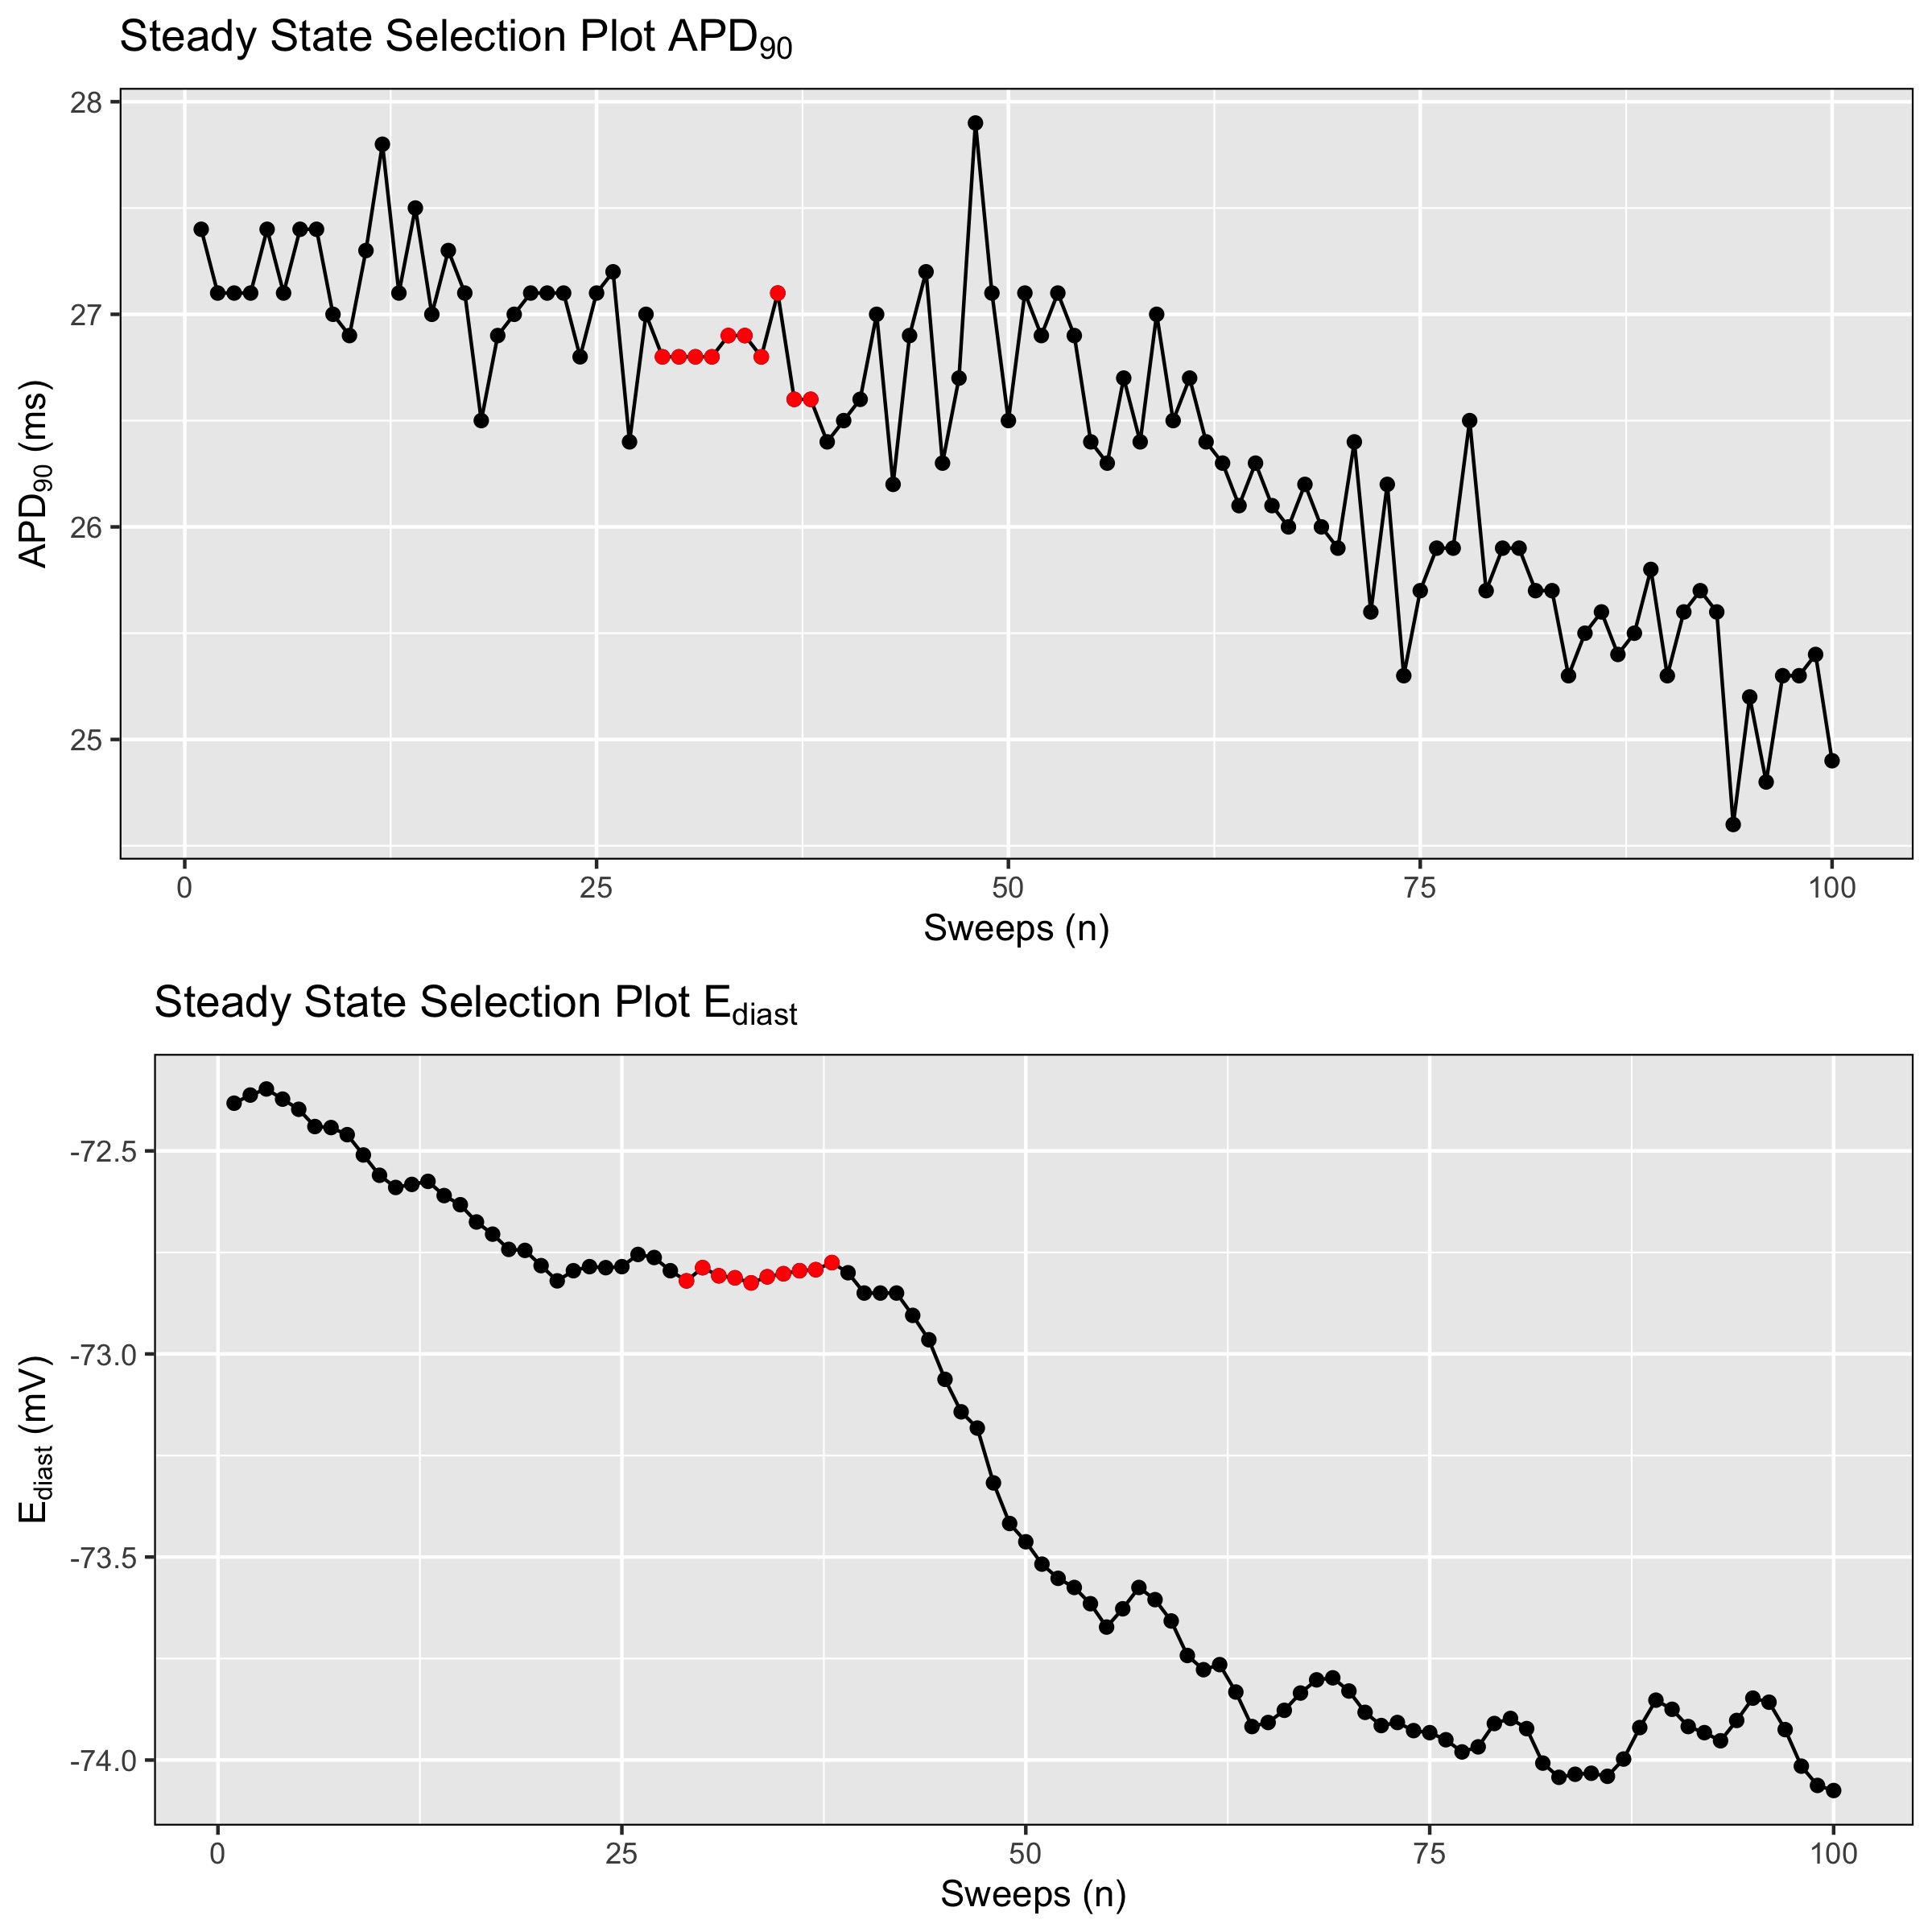 Steady State Selection Plot APD90
28
27
26
25
APD90 (ms)
0 25 50 75 100
Sweeps (n)
Steady State Selection Plot Ediast
-72.5
-73.0
-73.5
-74.0
Ediast (mV)
0 25 50 75 100
Sweeps (n)